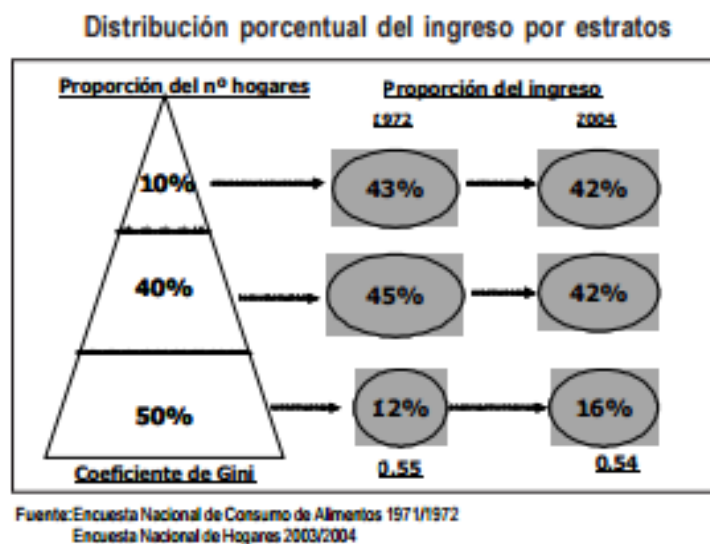 Distribución porcentual del ingreso por estratos
Proporción del nº hogares
Proporción del ingreso
1972
2004
10%
43%
42%
40%
45%
42%
50%
12%
16%
Coeficiente de Gini
0.55
0.54
Fuente:Encuesta Nacional de Consumo de Alimentos 1971/1972
Encuesta Nacional de Hogares 2003/2004